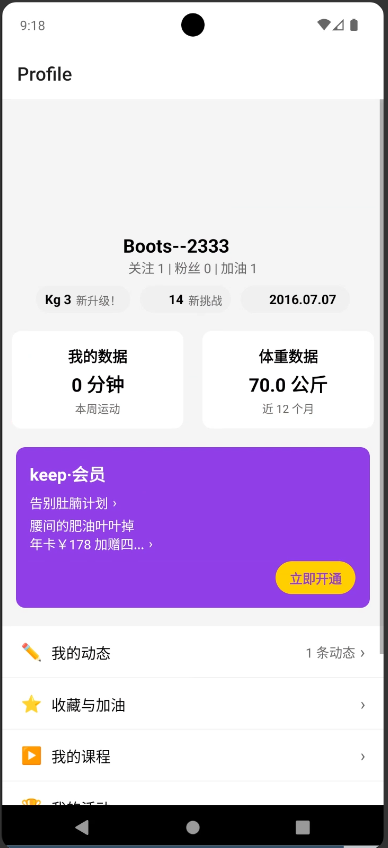 9:18
Profile
Boots--2333
关注 1 | 粉丝 0 | 加油 1
Kg 3 新升级!
14 新挑战
2016.07.07
我的数据
0 分钟
本周运动
体重数据
70.0 公斤
近 12 个月
keep·会员
告别肚腩计划 ›
腰间的肥油叶叶掉
年卡￥178 加赠四... ›
立即开通
我的动态
1 条动态 ›
收藏与加油 ›
我的课程 ›
我的活动